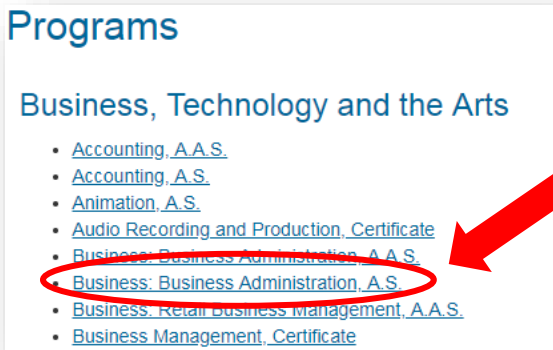 Programs
Business, Technology and the Arts
Accounting, A.A.S.
Accounting, A.S.
Animation, A.S.
Audio Recording and Production, Certificate
Business: Business Administration, A.A.S.
Business: Business Administration, A.S.
Business: Retail Business Management, A.A.S.
Business Management, Certificate